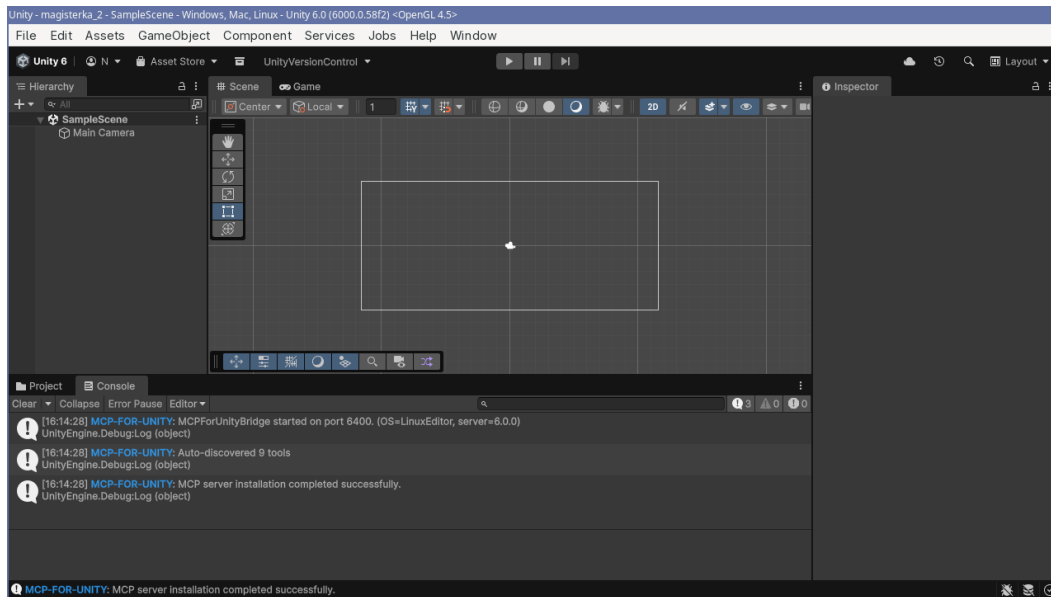 Unity - magisterka_2 - SampleScene - Windows, Mac, Linux - Unity 6.0 (6000.0.58f2) <OpenGL 4.5>
File Edit Assets GameObject Component Services Jobs Help Window
Unity 6 N Asset Store UnityVersionControl Layout
Hierarchy # Scene Game Inspector
All Center Local 1 2D
SampleScene
Main Camera
Project Console
Clear Collapse Error Pause Editor 3 0 0
[16:14:28] MCP-FOR-UNITY: MCPForUnityBridge started on port 6400. (OS=LinuxEditor, server=6.0.0)
UnityEngine.Debug:Log (object)
[16:14:28] MCP-FOR-UNITY: Auto-discovered 9 tools
UnityEngine.Debug:Log (object)
[16:14:28] MCP-FOR-UNITY: MCP server installation completed successfully.
UnityEngine.Debug:Log (object)
MCP-FOR-UNITY: MCP server installation completed successfully.